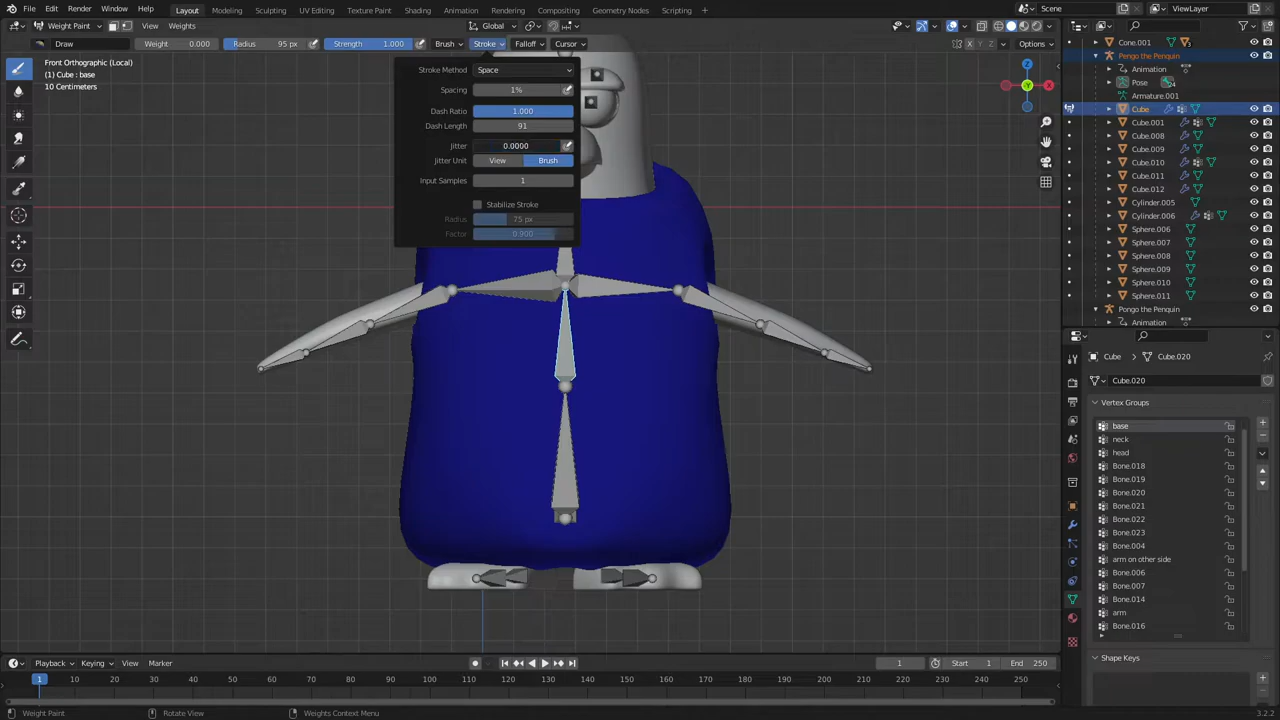 File Edit Render Window Help Layout Modeling Sculpting UV Editing Texture Paint Shading Animation Rendering Compositing Geometry Nodes Scripting Scene ViewLayer
Weight Paint View Weights Global
Draw Weight 0.000 Radius 95 px Strength 1.000 Brush Stroke Falloff Cursor X Y Z Options
Front Orthographic (Local)
(1) Cube : base
10 Centimeters
Stroke Method Space
Spacing 1%
Dash Ratio 1.000
Dash Length 91
Jitter 0.0000
Jitter Unit View Brush
Input Samples 1
Stabilize Stroke
Radius 75 px
Factor 0.900
Z
Y
X
Cone.001 3
Pengo the Penguin
Animation
Pose 24
Armature.001
Cube
Cube.001
Cube.008
Cube.009
Cube.010
Cube.011
Cube.012
Cylinder.005
Cylinder.006
Sphere.006
Sphere.007
Sphere.008
Sphere.009
Sphere.010
Sphere.011
Pongo the Penguin
Animation
Cube Cube.020
Cube.020
Vertex Groups
base
neck
head
Bone.018
Bone.019
Bone.020
Bone.021
Bone.022
Bone.023
Bone.004
arm on other side
Bone.006
Bone.007
Bone.014
arm
Bone.016
Shape Keys
Playback Keying View Marker 1 Start 1 End 250
1 10 20 30 40 50 60 70 80 90 100 110 120 130 140 150 160 170 180 190 200 210 220 230 240 250
Weight Paint Rotate View Weights Context Menu 3.2.2